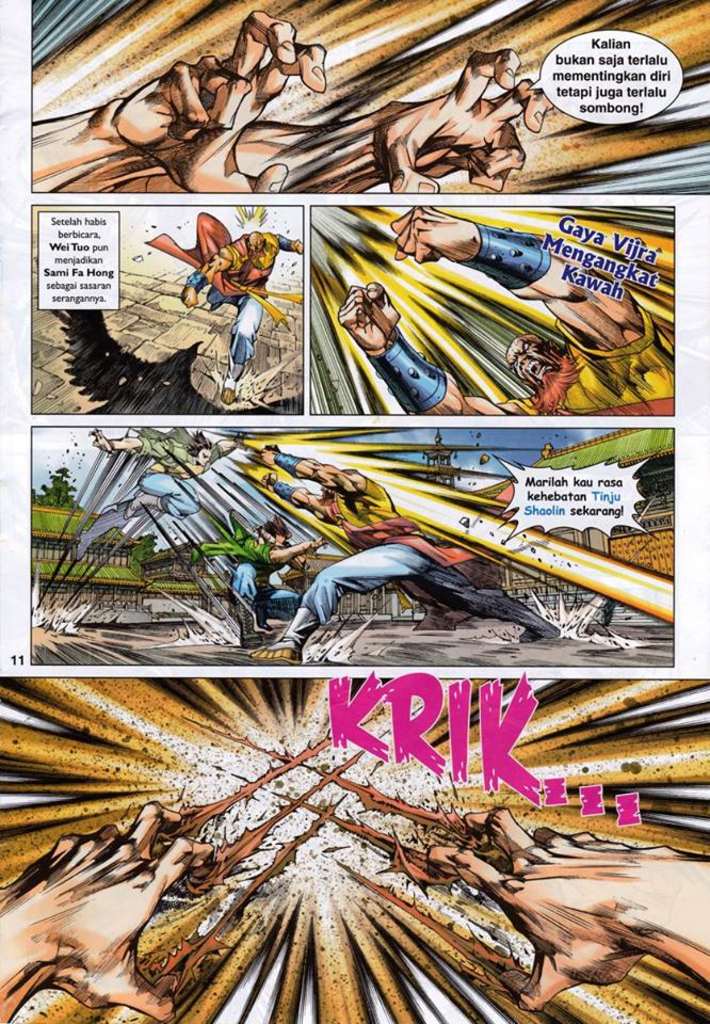 Kalian
bukan saja terlalu
mementingkan diri
tetapi juga terlalu
sombong!
Setelah habis
berbicara,
Wei Tuo pun
menjadikan
Sami Fa Hong
sebagai sasaran
serangannya.
Gaya Vijra
Mengangkat
Kawah
Marilah kau rasa
kehebatan Tinju
Shaolin sekarang!
11
KRIK...